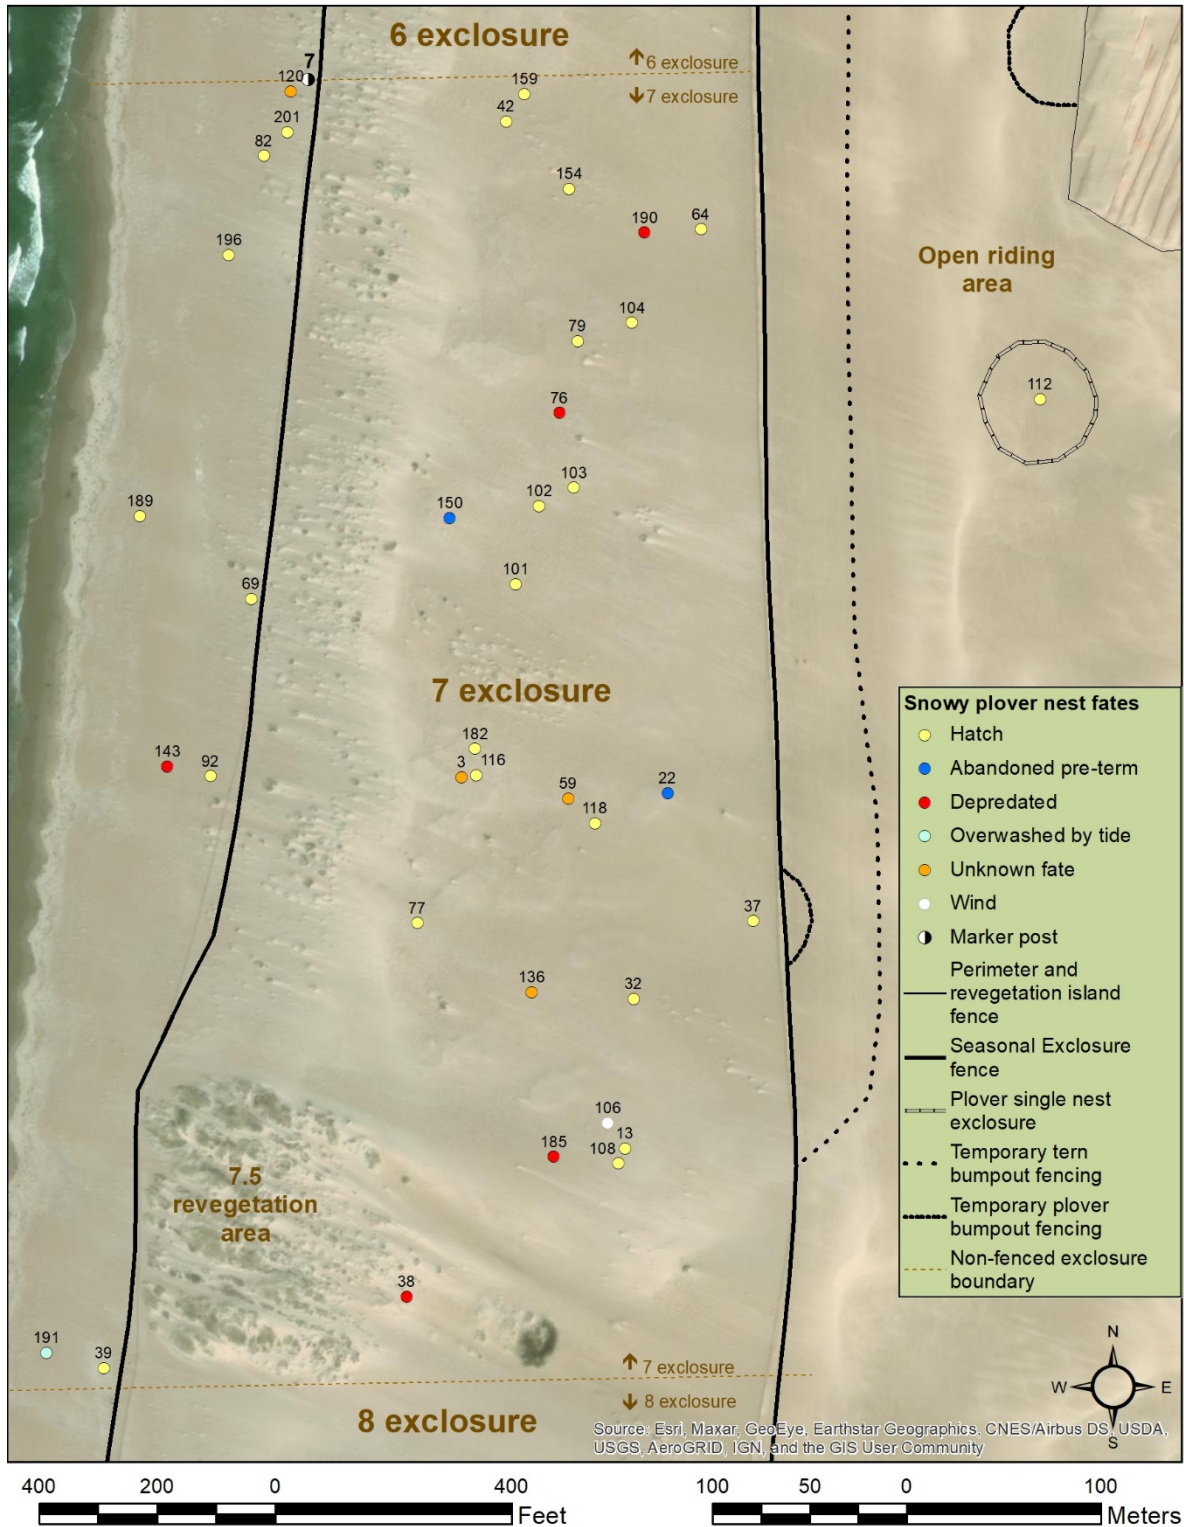 6 exclosure
7
6 exclosure
120
159
7 exclosure
42
201
82
154
190
64
196
Open riding
area
104
79
112
76
103
102
150
189
101
69
7 exclosure
Snowy plover nest fates
Hatch
Abandoned pre-term
Depredated
Overwashed by tide
Unknown fate
Wind
Marker post
Perimeter and
revegetation island
fence
Seasonal Exclosure
fence
Plover single nest
exclosure
Temporary tern
bumpout fencing
Temporary plover
bumpout fencing
Non-fenced exclosure
boundary
182
143
92
3
116
59
22
118
77
37
136
32
106
13
185
108
7.5
revegetation
area
38
191
39
7 exclosure
8 exclosure
8 exclosure
N
W
E
S
Source: Esri, Maxar, GeoEye, Earthstar Geographics, CNES/Airbus DS, USDA,
USGS, AeroGRID, IGN, and the GIS User Community
400 200 0 400
Feet
100 50 0 100
Meters